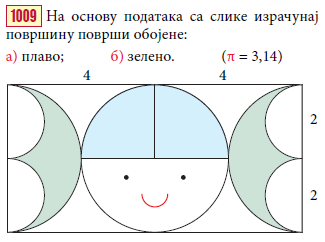 1009 На основу података са слике израчунај
површину површи обојене:
а) плаво; б) зелено. (π = 3,14)
4 4
2
2